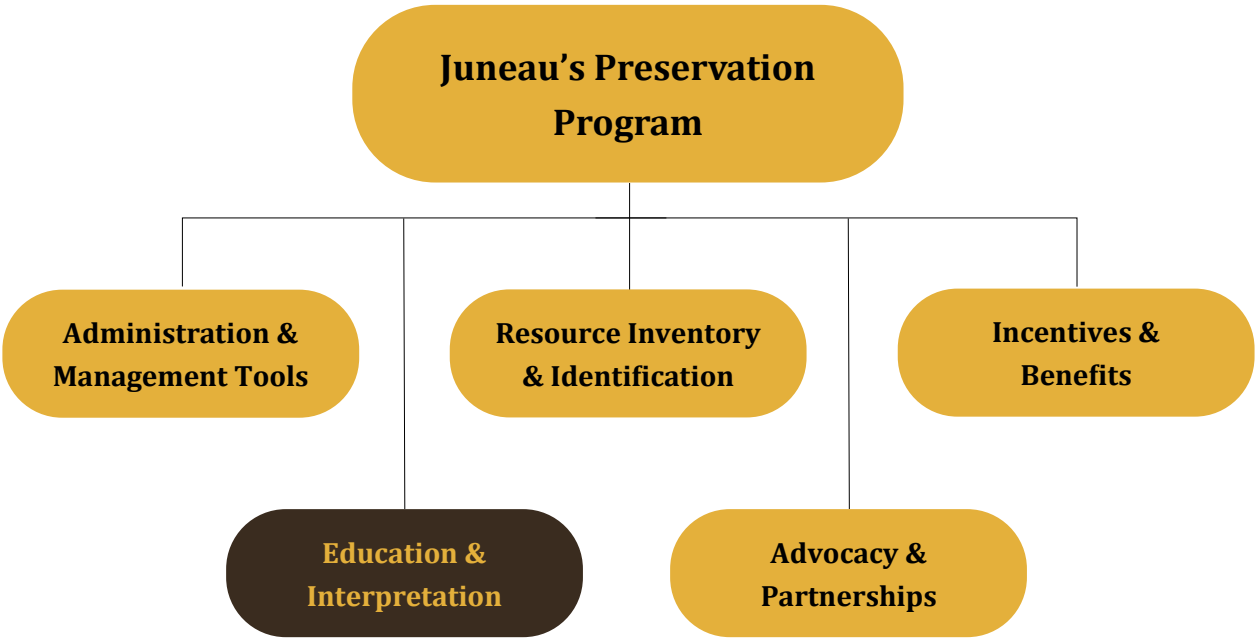 Juneau’s Preservation
Program
Administration &
Management Tools
Resource Inventory
& Identification
Incentives &
Benefits
Education &
Interpretation
Advocacy &
Partnerships